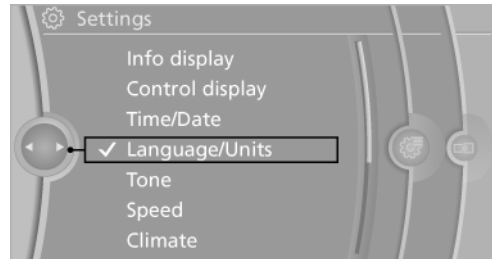 Settings
Info display
Control display
Time/Date
Language/Units
Tone
Speed
Climate